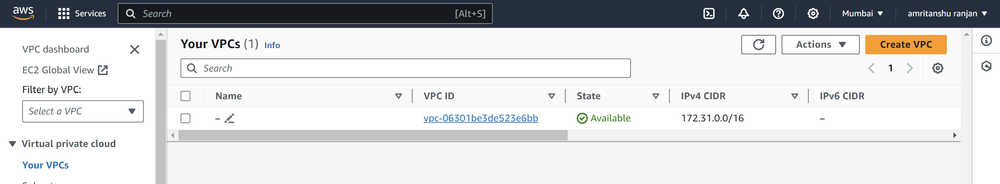 aws
Services
Search [Alt+S]
Mumbai
amritanshu ranjan
VPC dashboard
EC2 Global View
Filter by VPC:
Select a VPC
Virtual private cloud
Your VPCs
Your VPCs (1) Info
Actions
Create VPC
Search
1
Name VPC ID State IPv4 CIDR IPv6 CIDR
– vpc-06301be3de523e6bb Available 172.31.0.0/16 –